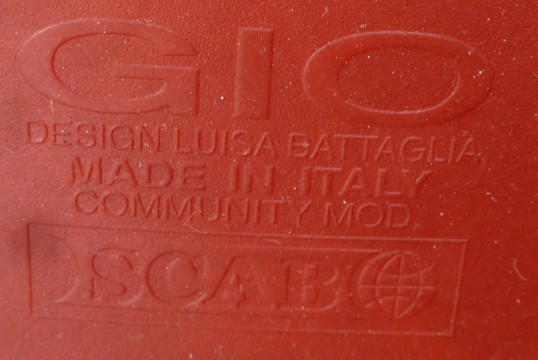 GIO
DESIGN LUISA BATTAGLIA
MADE IN ITALY
COMMUNITY MOD.
SCAB